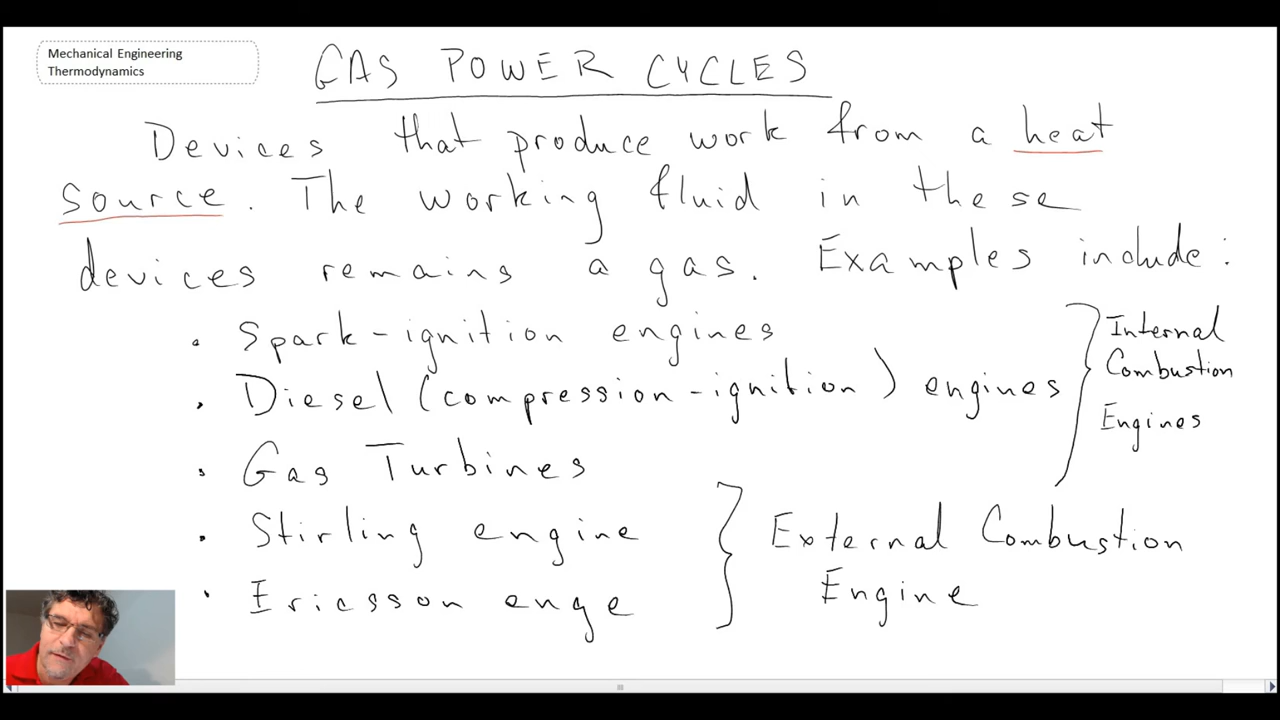 Mechanical Engineering
Thermodynamics
GAS POWER CYCLES
Devices that produce work from a heat
source. The working fluid in these
devices remains a gas. Examples include:
• Spark-ignition engines
• Diesel (compression-ignition) engines
• Gas Turbines
Internal
Combustion
Engines
• Stirling engine
• Ericsson enge
External Combustion
Engine